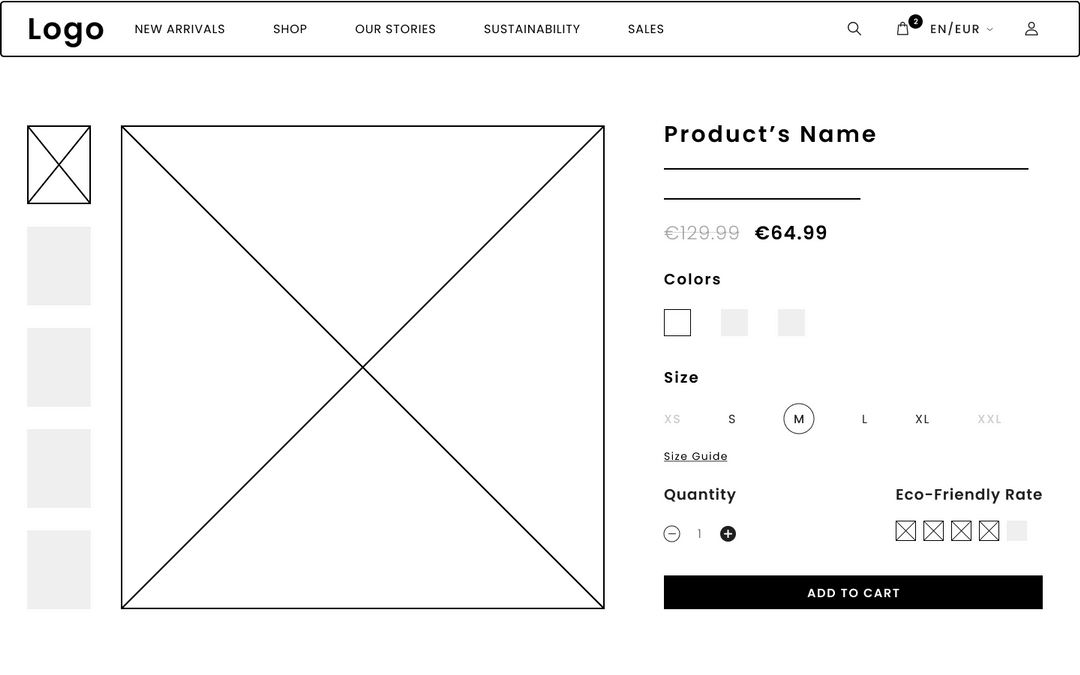 Logo NEW ARRIVALS SHOP OUR STORIES SUSTAINABILITY SALES 2 EN/EUR
Product’s Name
€129.99 €64.99
Colors
Size
XS S M L XL XXL
Size Guide
Quantity Eco-Friendly Rate
1
ADD TO CART